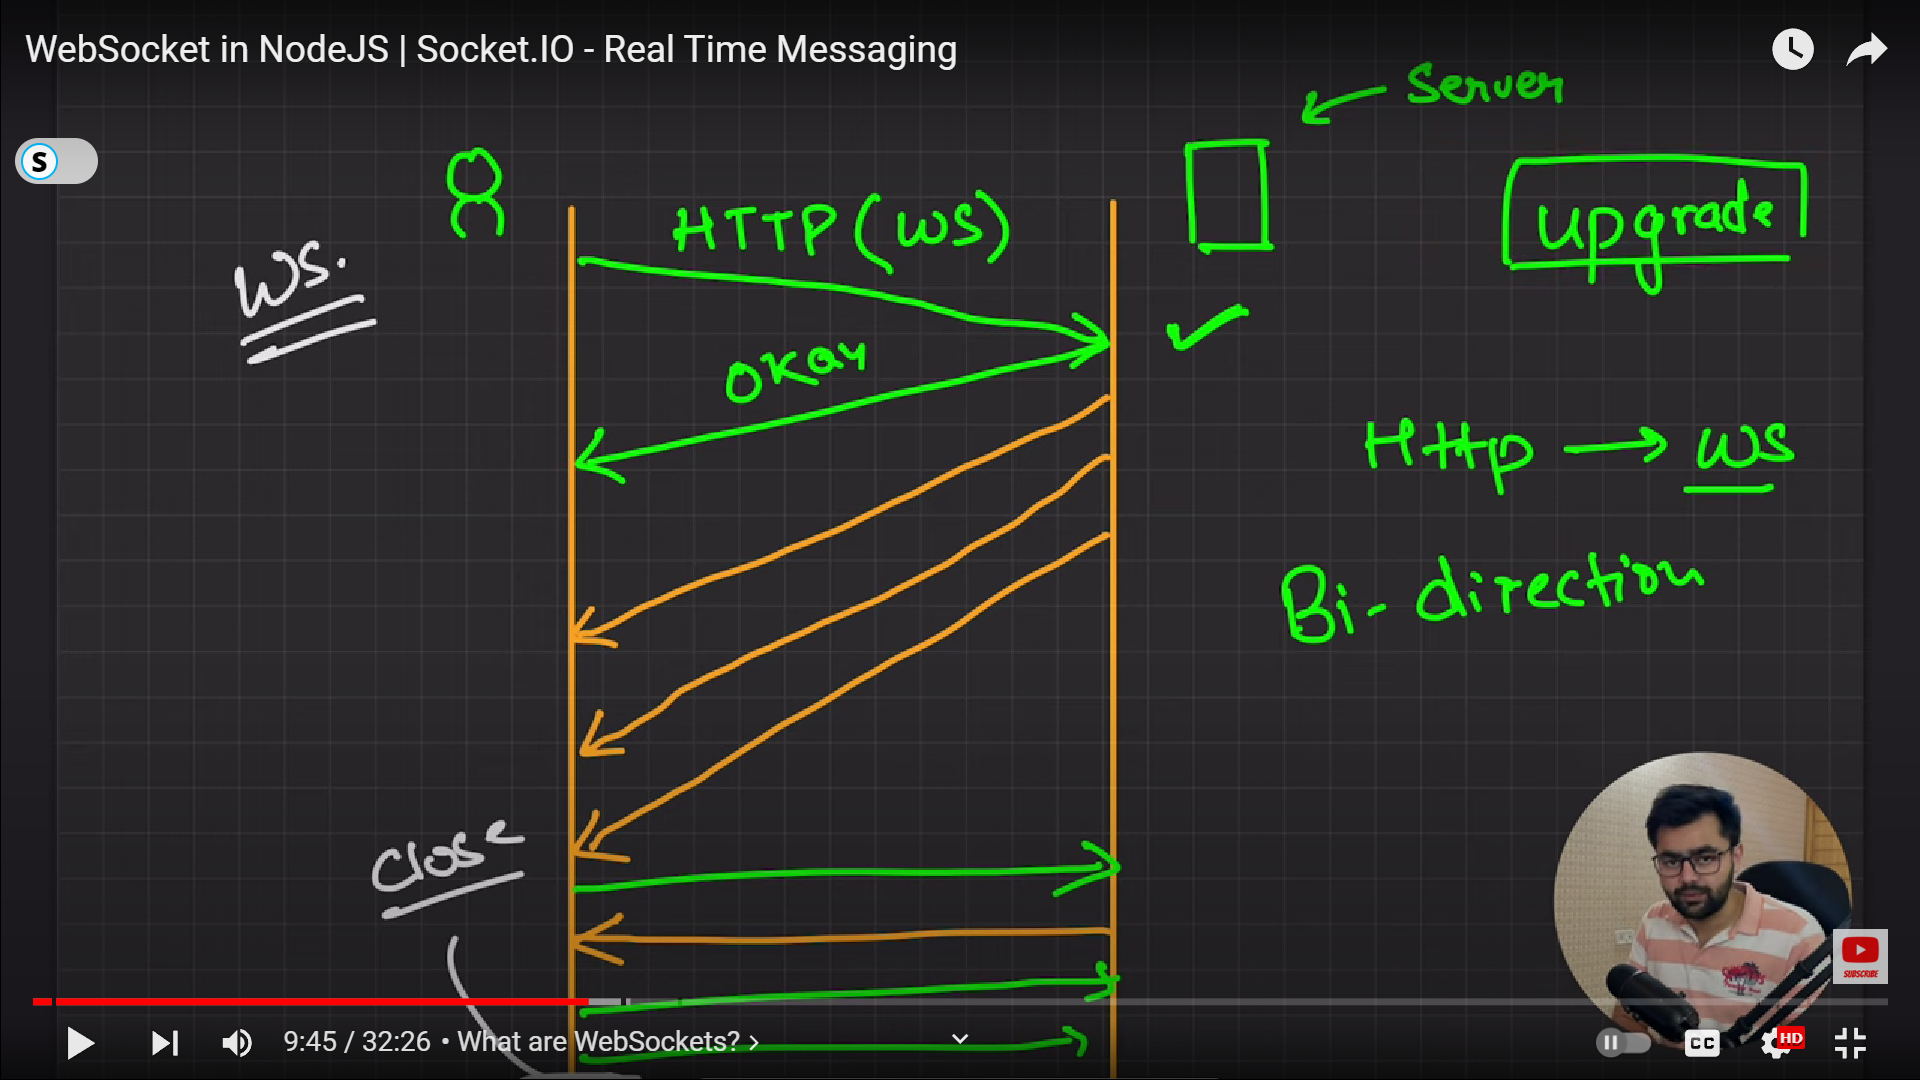 WebSocket in NodeJS | Socket.IO - Real Time Messaging
Server
S
HTTP (WS)
upgrade
WS.
OKAY
Http → WS
Bi-direction
Close
SUBSCRIBE
9:45 / 32:26 • What are WebSockets? >
CC
HD